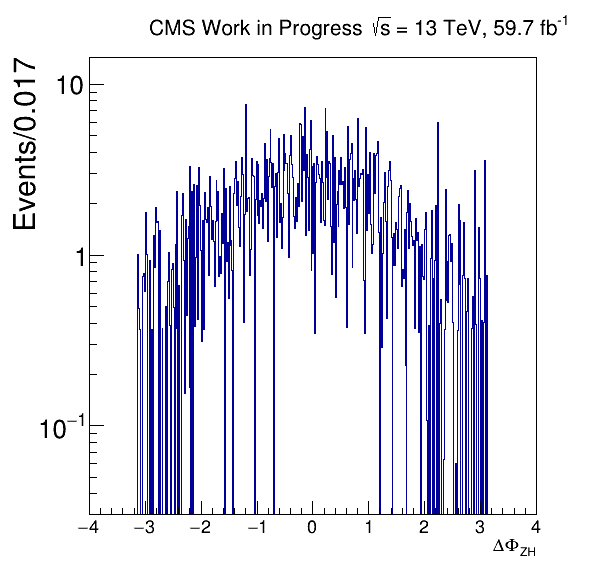 CMS Work in Progress √s = 13 TeV, 59.7 fb⁻¹
Events/0.017
10
1
10⁻¹
−4 −3 −2 −1 0 1 2 3 4
ΔΦ_ZH